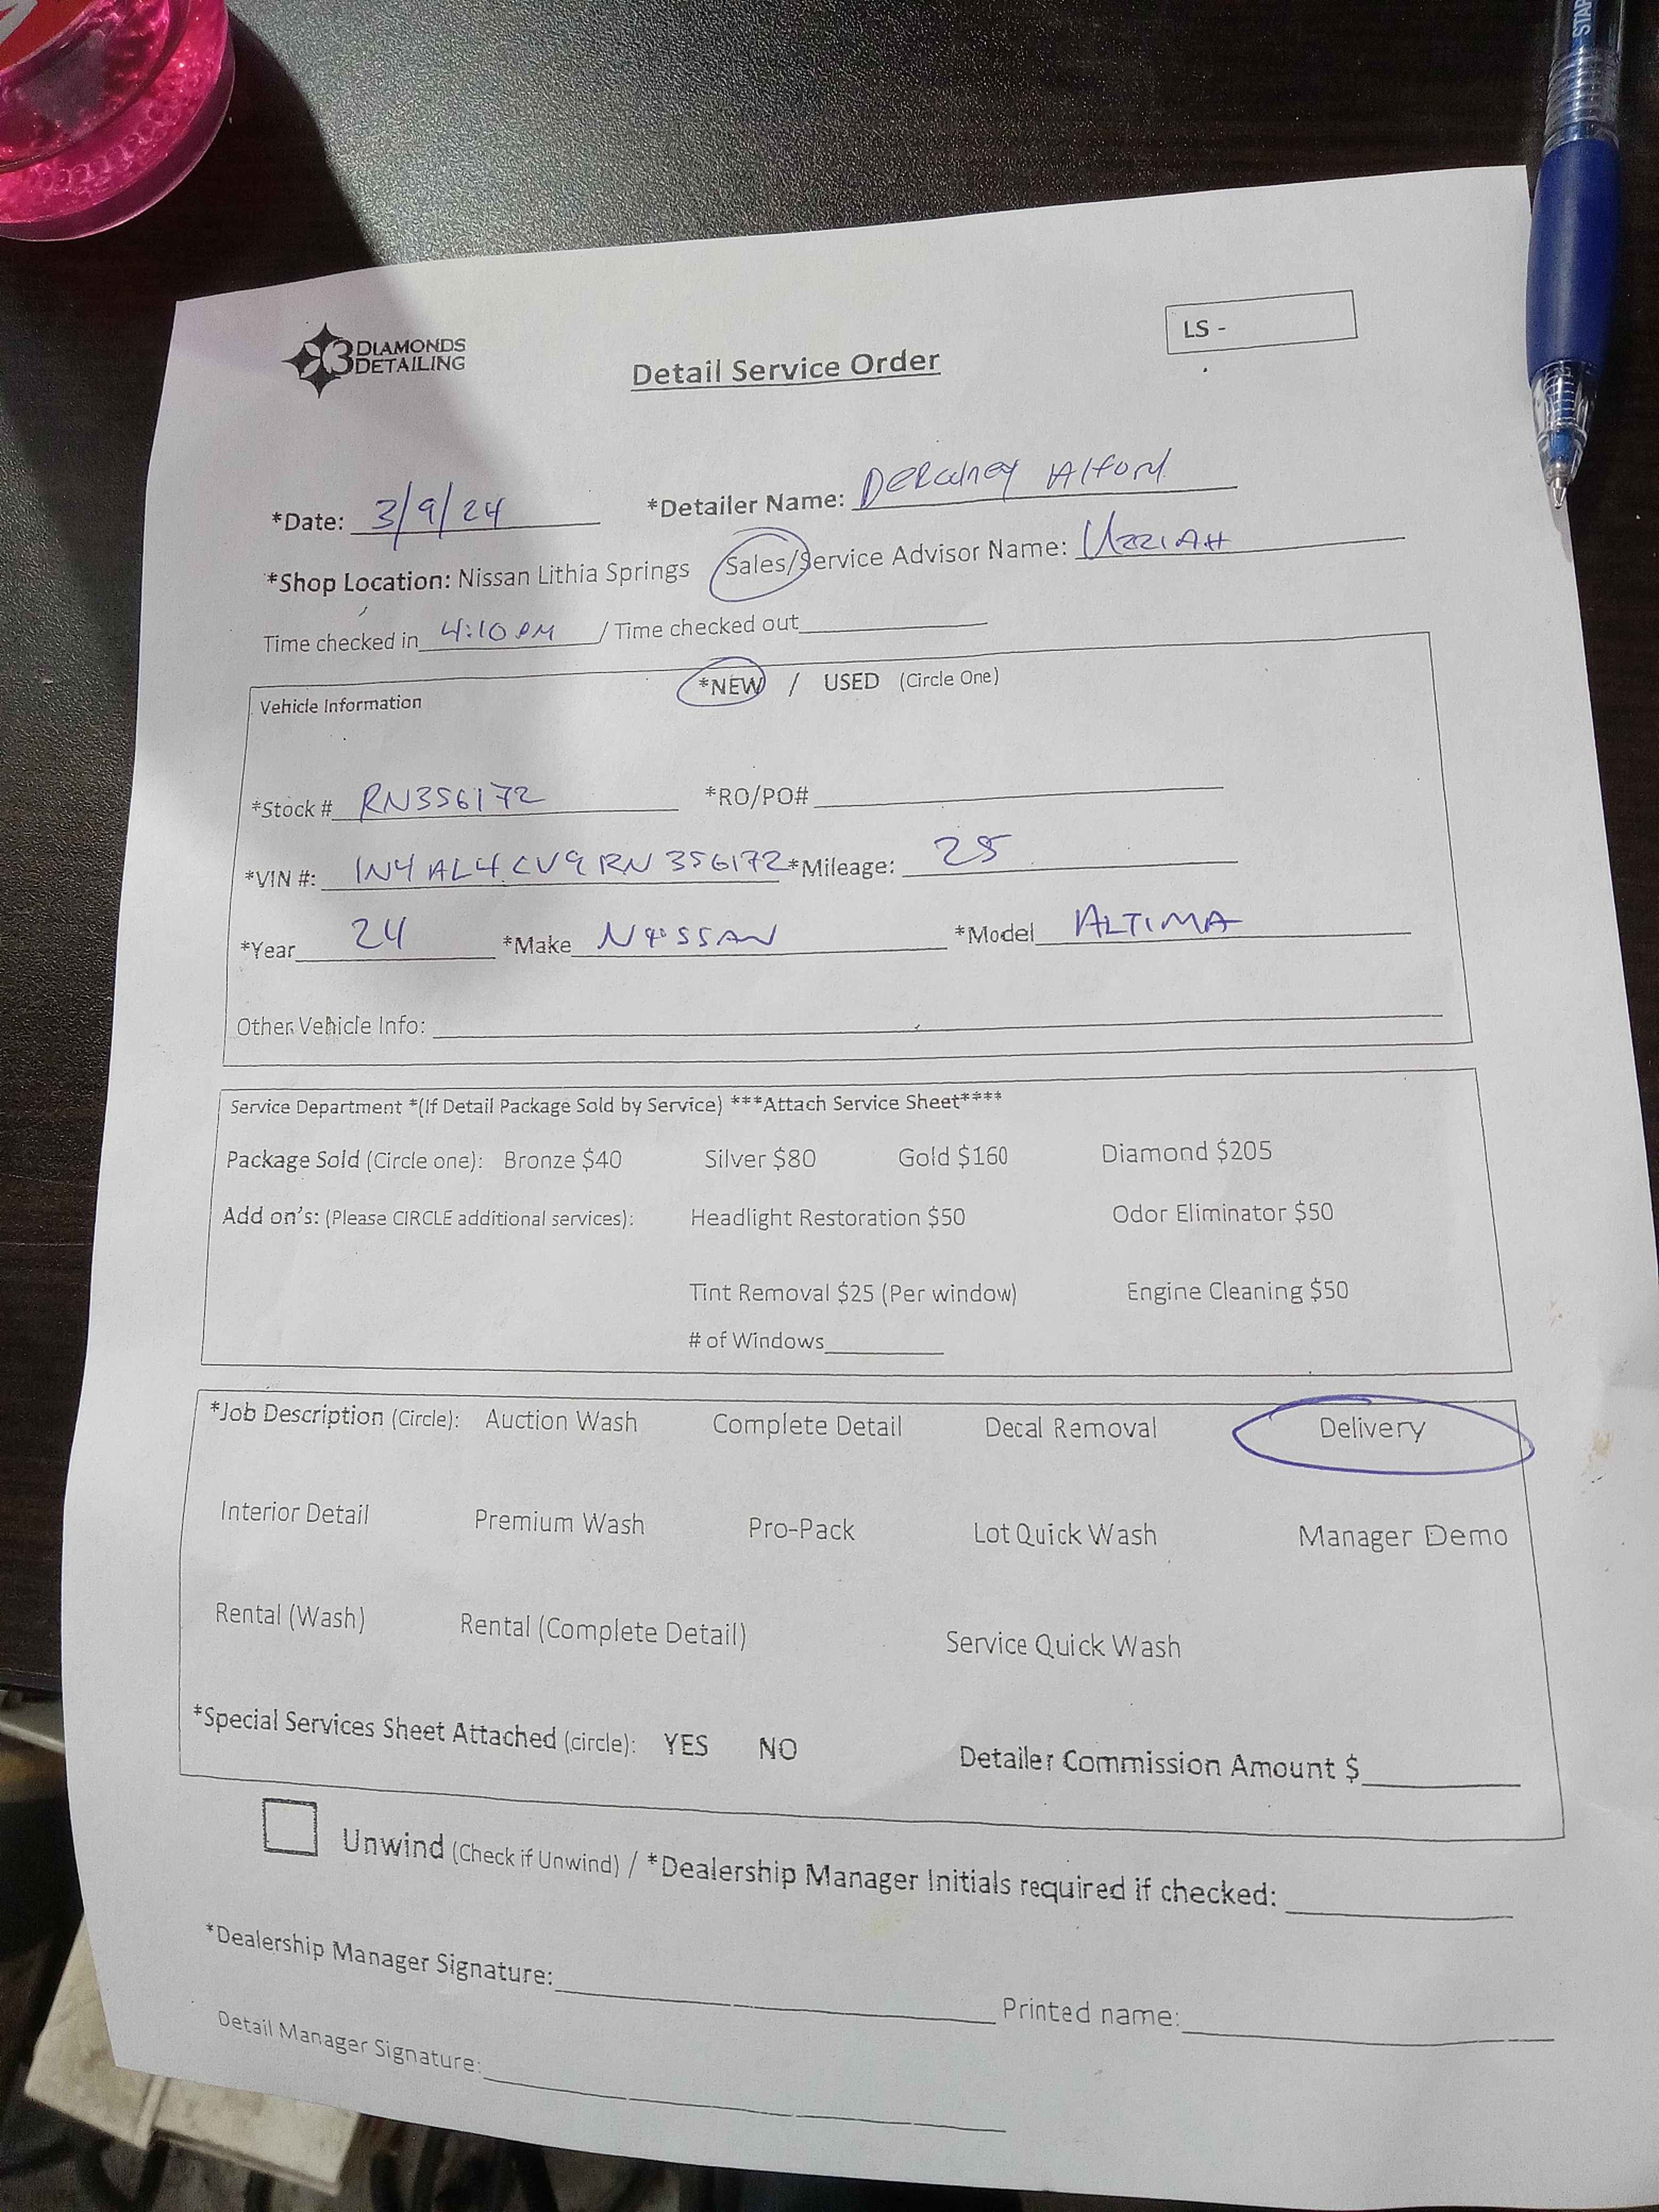 STAP
3 DIAMONDS DETAILING
LS -
Detail Service Order
*Date: 3/9/24 *Detailer Name: Alford
*Shop Location: Nissan Lithia Springs Sales/Service Advisor Name: Uzziah
Time checked in 4:10 PM / Time checked out
Vehicle Information *NEW / USED (Circle One)
*Stock # RN356172 *RO/PO#
*VIN #: 1N4AL4CV9RN356172 *Mileage: 25
*Year 24 *Make NISSAN *Model ALTIMA
Other Vehicle Info:
Service Department *(If Detail Package Sold by Service) ***Attach Service Sheet****
Package Sold (Circle one): Bronze $40 Silver $80 Gold $160 Diamond $205
Add on's: (Please CIRCLE additional services): Headlight Restoration $50 Odor Eliminator $50
Tint Removal $25 (Per window) Engine Cleaning $50
# of Windows
*Job Description (Circle): Auction Wash Complete Detail Decal Removal Delivery
Interior Detail Premium Wash Pro-Pack Lot Quick Wash Manager Demo
Rental (Wash) Rental (Complete Detail) Service Quick Wash
*Special Services Sheet Attached (circle): YES NO Detailer Commission Amount $
Unwind (Check if Unwind) / *Dealership Manager Initials required if checked:
*Dealership Manager Signature: Printed name:
Detail Manager Signature: